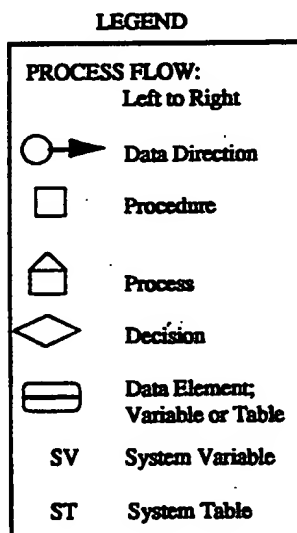 LEGEND
PROCESS FLOW:
Left to Right
Data Direction
Procedure
Process
Decision
Data Element;
Variable or Table
SV System Variable
ST System Table